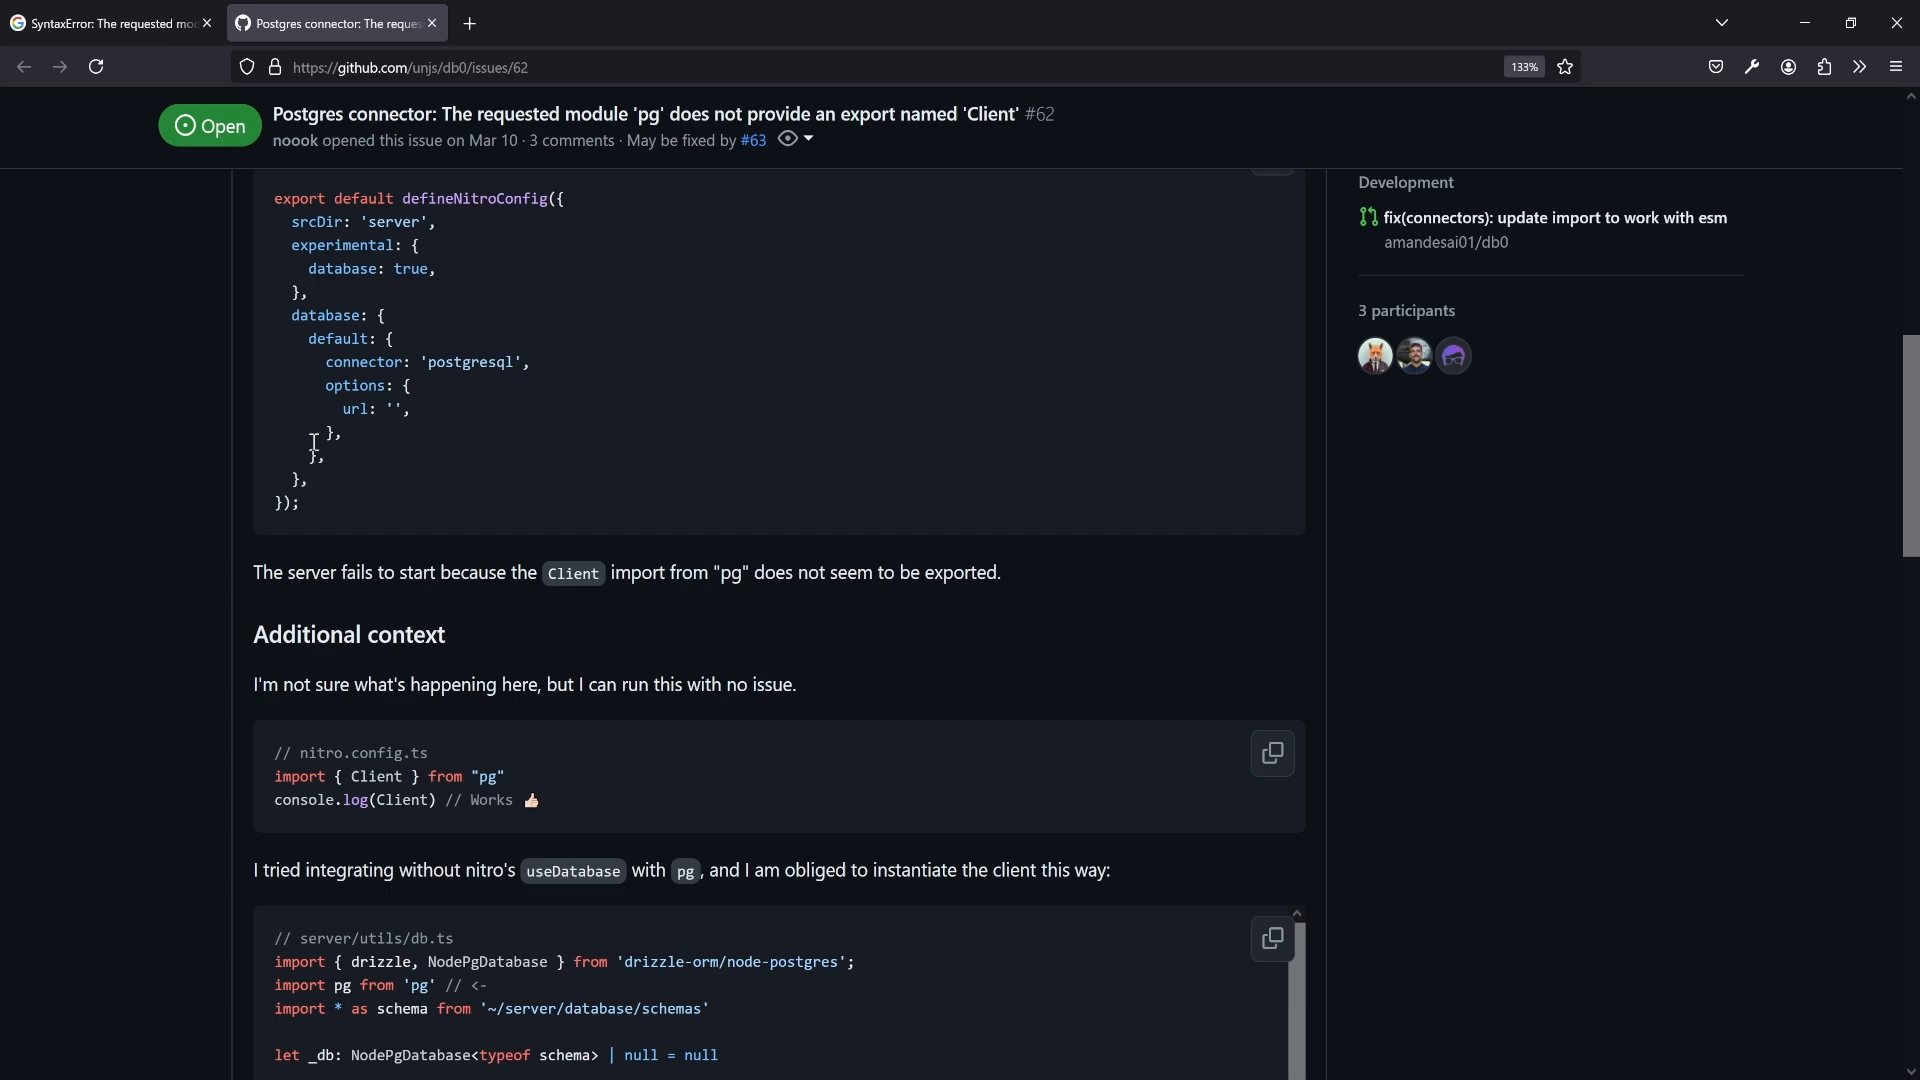 SyntaxError: The requested mo
Postgres connector: The reques
https://github.com/unjs/db0/issues/62
133%
Open
Postgres connector: The requested module 'pg' does not provide an export named 'Client' #62
noook opened this issue on Mar 10 · 3 comments · May be fixed by #63
export default defineNitroConfig({
  srcDir: 'server',
  experimental: {
    database: true,
  },
  database: {
    default: {
      connector: 'postgresql',
      options: {
        url: '',
      },
    },
  },
});
The server fails to start because the Client import from "pg" does not seem to be exported.
Additional context
I'm not sure what's happening here, but I can run this with no issue.
// nitro.config.ts
import { Client } from "pg"
console.log(Client) // Works 👍🏻
I tried integrating without nitro's useDatabase with pg, and I am obliged to instantiate the client this way:
// server/utils/db.ts
import { drizzle, NodePgDatabase } from 'drizzle-orm/node-postgres';
import pg from 'pg' // <-
import * as schema from '~/server/database/schemas'
let _db: NodePgDatabase<typeof schema> | null = null
Development
fix(connectors): update import to work with esm
amandesai01/db0
3 participants